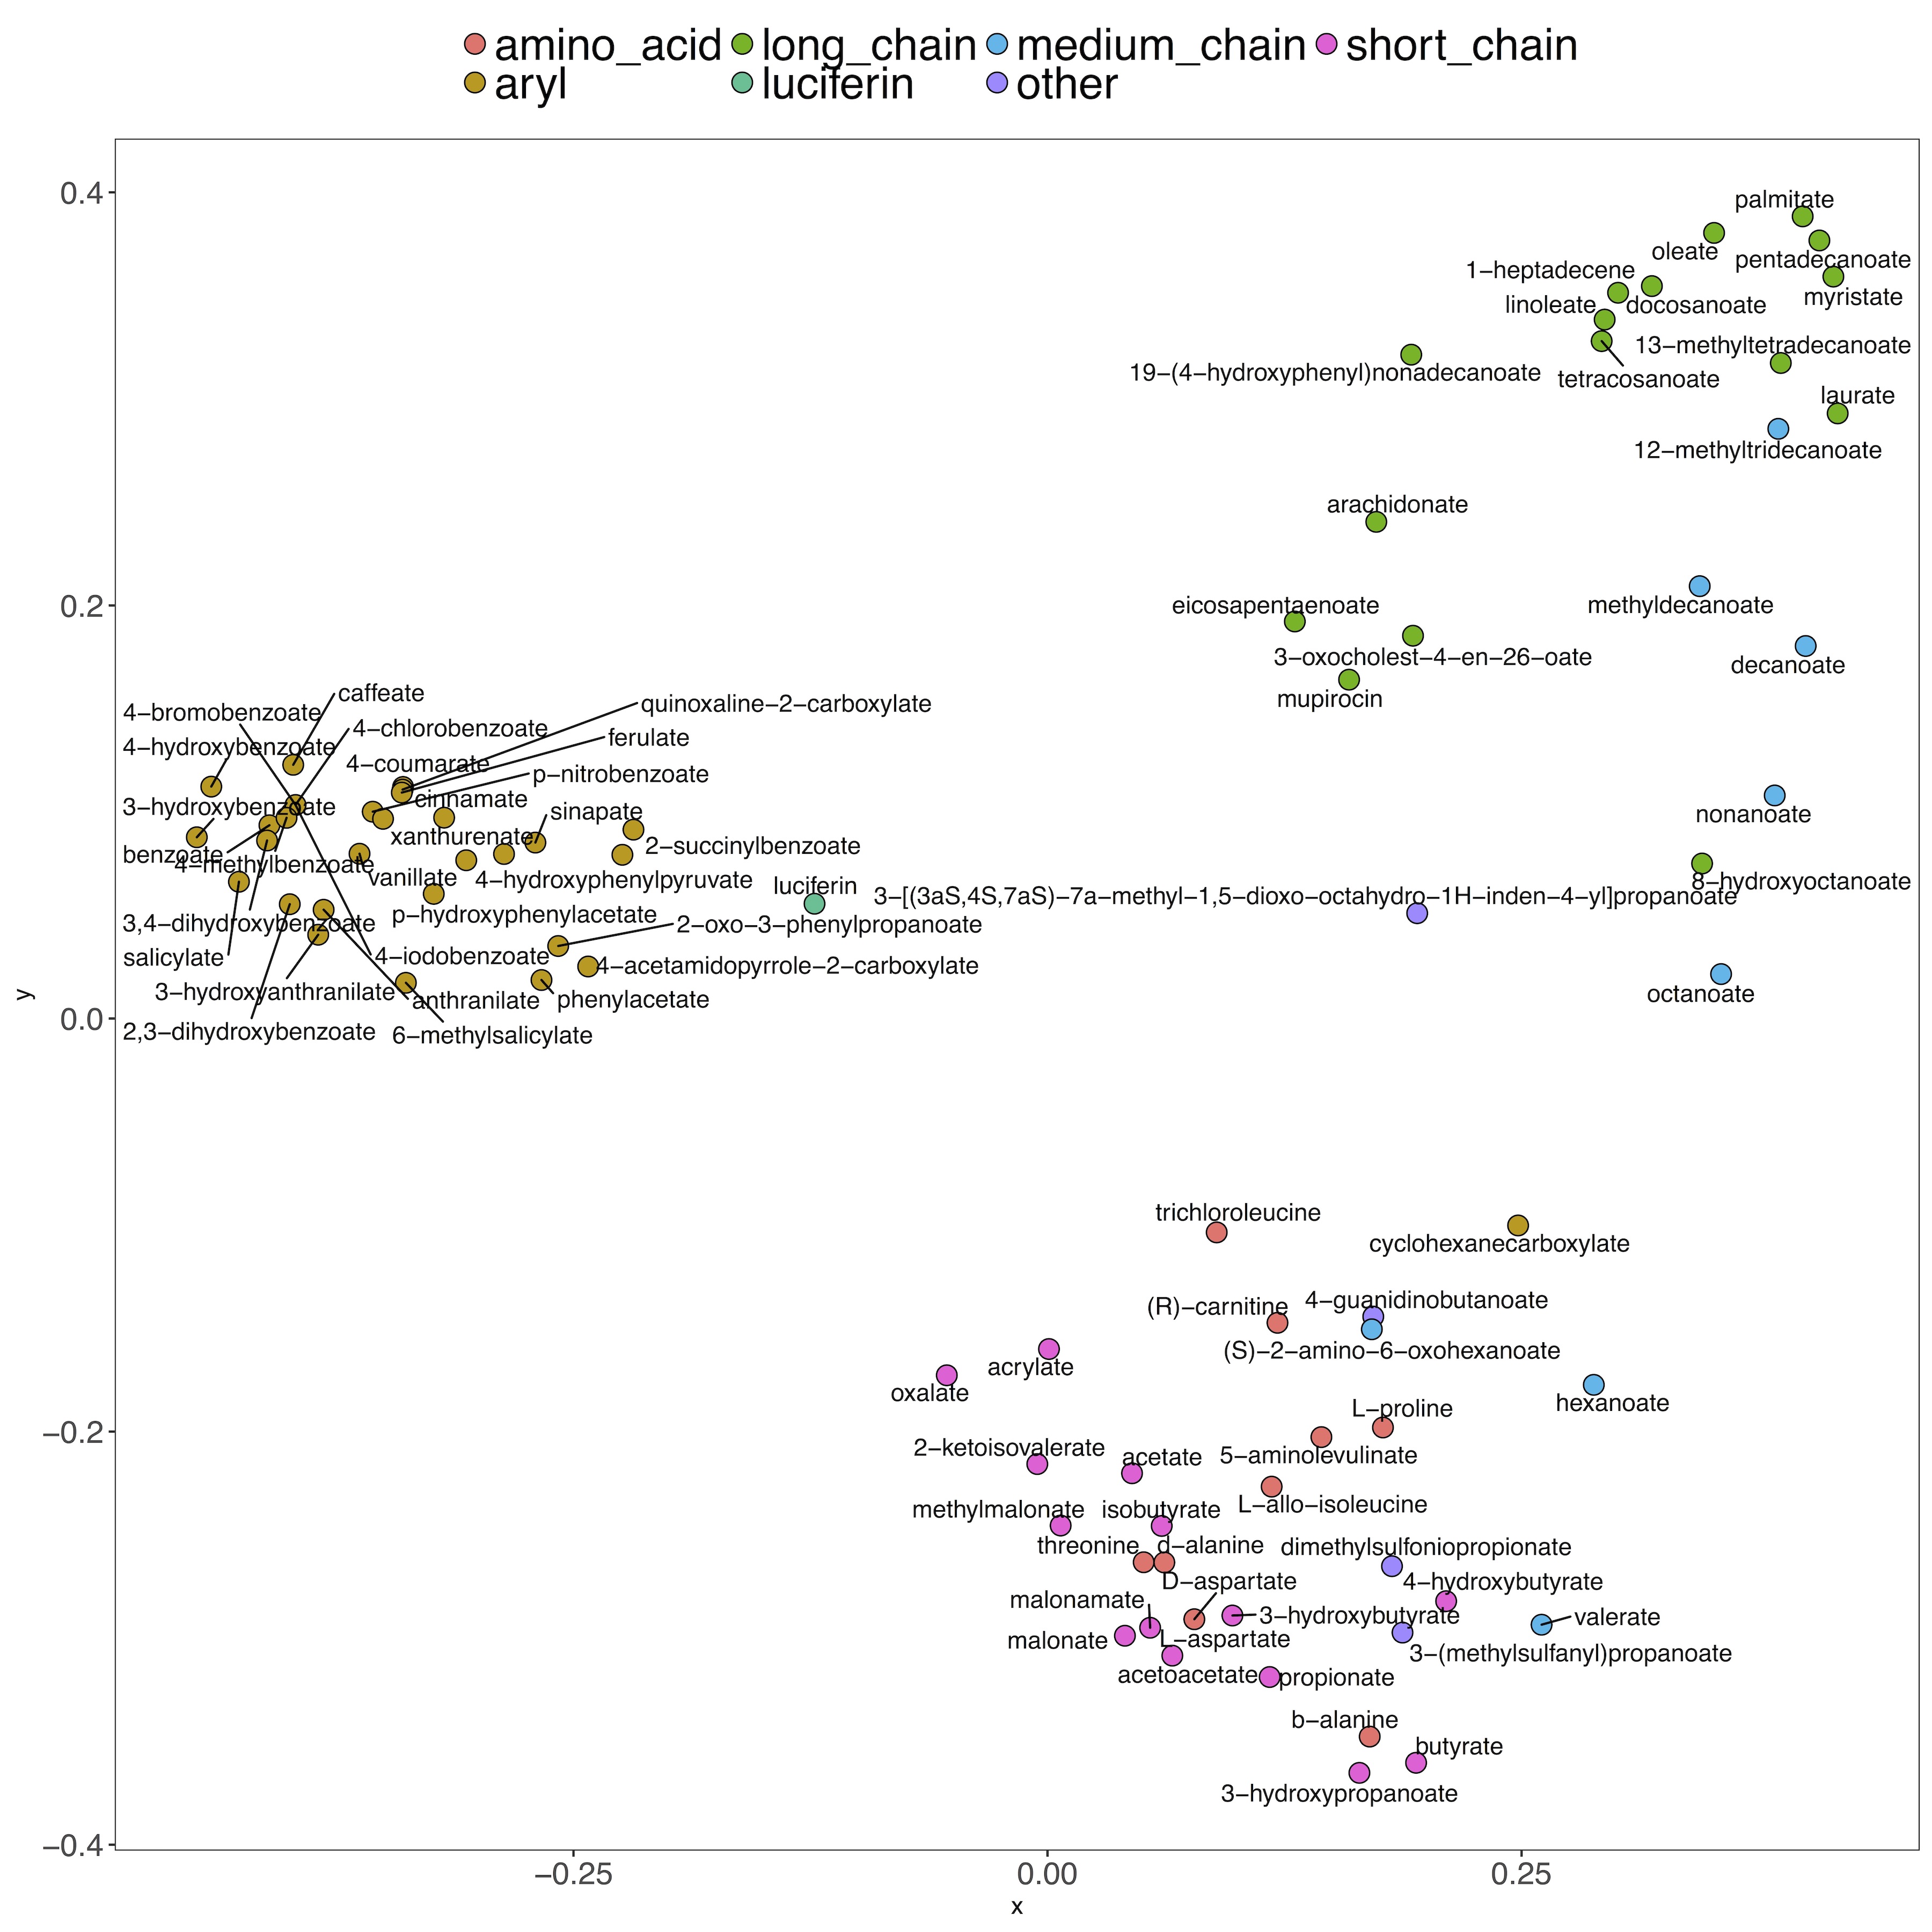 amino_acid long_chain medium_chain short_chain
aryl luciferin other
0.4
0.2
0.0
−0.2
−0.4
y
palmitate
oleate
pentadecanoate
1−heptadecene
myristate
linoleate
docosanoate
13−methyltetradecanoate
19−(4−hydroxyphenyl)nonadecanoate
tetracosanoate
laurate
12−methyltridecanoate
arachidonate
eicosapentaenoate
methyldecanoate
3−oxocholest−4−en−26−oate
decanoate
mupirocin
caffeate
quinoxaline−2−carboxylate
4−bromobenzoate
4−chlorobenzoate
ferulate
4−hydroxybenzoate
4−coumarate
p−nitrobenzoate
cinnamate
3−hydroxybenzoate
sinapate
nonanoate
xanthurenate
2−succinylbenzoate
benzoate
4−methylbenzoate
vanillate
4−hydroxyphenylpyruvate
luciferin
8−hydroxyoctanoate
3−[(3aS,4S,7aS)−7a−methyl−1,5−dioxo−octahydro−1H−inden−4−yl]propanoate
p−hydroxyphenylacetate
3,4−dihydroxybenzoate
2−oxo−3−phenylpropanoate
salicylate
4−iodobenzoate
4−acetamidopyrrole−2−carboxylate
3−hydroxyanthranilate
anthranilate
phenylacetate
octanoate
2,3−dihydroxybenzoate
6−methylsalicylate
trichloroleucine
cyclohexanecarboxylate
(R)−carnitine
4−guanidinobutanoate
(S)−2−amino−6−oxohexanoate
acrylate
oxalate
hexanoate
L−proline
2−ketoisovalerate
acetate
5−aminolevulinate
methylmalonate
isobutyrate
L−allo−isoleucine
threonine
d−alanine
dimethylsulfoniopropionate
D−aspartate
4−hydroxybutyrate
malonamate
3−hydroxybutyrate
valerate
malonate
L−aspartate
3−(methylsulfanyl)propanoate
acetoacetate
propionate
b−alanine
butyrate
3−hydroxypropanoate
−0.25
0.00
0.25
x